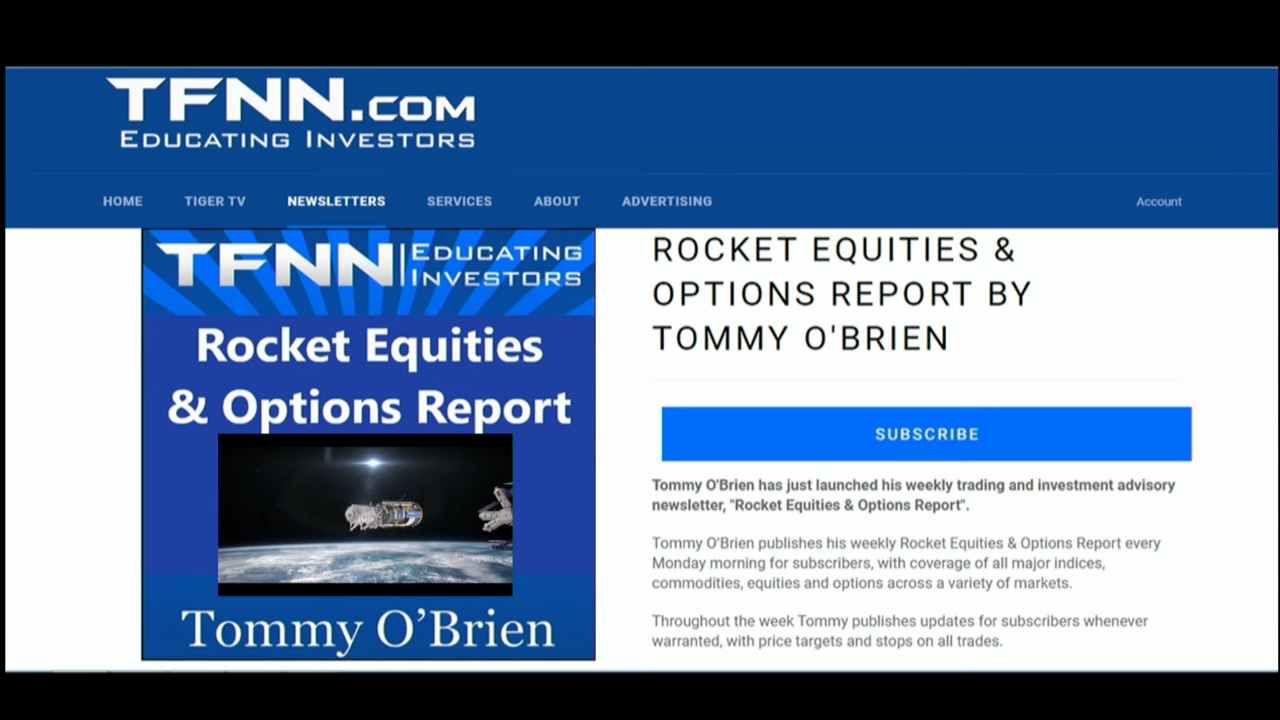 TFNN.COM
EDUCATING INVESTORS
HOME TIGER TV NEWSLETTERS SERVICES ABOUT ADVERTISING Account
TFNN EDUCATING
INVESTORS
Rocket Equities
& Options Report
Tommy O’Brien
ROCKET EQUITIES &
OPTIONS REPORT BY
TOMMY O'BRIEN
SUBSCRIBE
Tommy O'Brien has just launched his weekly trading and investment advisory
newsletter, "Rocket Equities & Options Report".
Tommy O'Brien publishes his weekly Rocket Equities & Options Report every
Monday morning for subscribers, with coverage of all major indices,
commodities, equities and options across a variety of markets.
Throughout the week Tommy publishes updates for subscribers whenever
warranted, with price targets and stops on all trades.